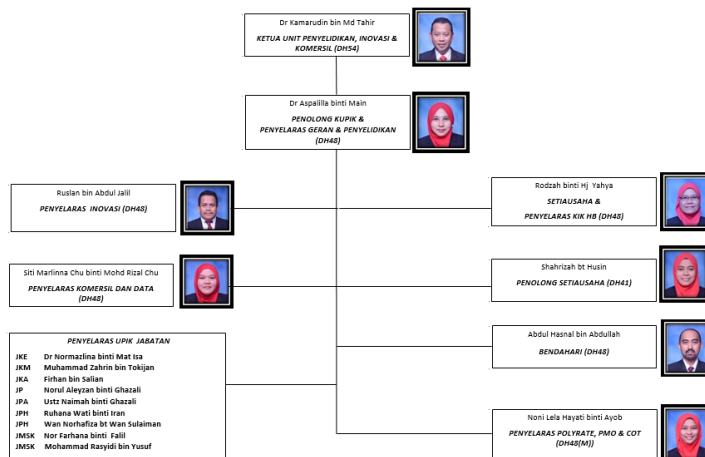 Dr Kamarudin bin Md Tahir
KETUA UNIT PENYELIDIKAN, INOVASI &
KOMERSIL (DH54)
Dr Aspalilla binti Main
PENOLONG KUPIK &
PENYELARAS GERAN & PENYELIDIKAN
(DH48)
Ruslan bin Abdul Jalil
PENYELARAS INOVASI (DH48)
Rodzah binti Hj Yahya
SETIAUSAHA &
PENYELARAS KIK HB (DH48)
Siti Marlinna Chu binti Mohd Rizal Chu
PENYELARAS KOMERSIL DAN DATA
(DH48)
Shahrizah bt Husin
PENOLONG SETIAUSAHA (DH41)
Abdul Hasnal bin Abdullah
BENDAHARI (DH48)
PENYELARAS UPIK JABATAN
JKE Dr Normazlina binti Mat Isa
JKM Muhammad Zahrin bin Tokijan
JKA Firhan bin Salian
JP Norul Aleyzan binti Ghazali
JPA Ustz Naimah binti Ghazali
JPH Ruhana Wati binti Iran
JPH Wan Norhafiza bt Wan Sulaiman
JMSK Nor Farhana binti Falil
JMSK Mohammad Rasyidi bin Yusuf
Noni Lela Hayati binti Ayob
PENYELARAS POLYRATE, PMO & COT
(DH48(M))